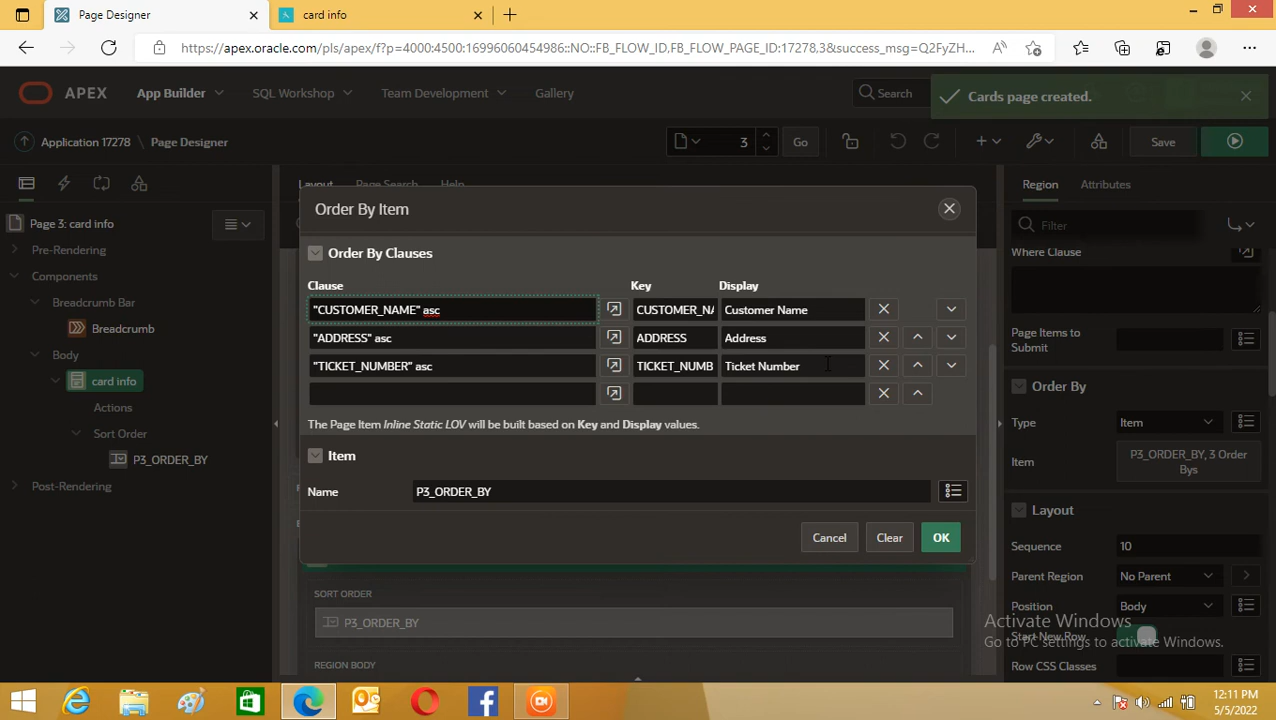 Page Designer
card info
https://apex.oracle.com/pls/apex/f?p=4000:4500:16996060454986::NO::FB_FLOW_ID,FB_FLOW_PAGE_ID:17278,3&success_msg=Q2FyZH...
APEX
App Builder
SQL Workshop
Team Development
Gallery
Search
Cards page created.
Application 17278
Page Designer
3
Go
Save
Layout
Page Search
Help
Region
Attributes
Page 3: card info
Pre-Rendering
Components
Breadcrumb Bar
Breadcrumb
Body
card info
Actions
Sort Order
P3_ORDER_BY
Post-Rendering
Order By Item
Order By Clauses
Clause
Key
Display
"CUSTOMER_NAME" asc
CUSTOMER_NA
Customer Name
"ADDRESS" asc
ADDRESS
Address
"TICKET_NUMBER" asc
TICKET_NUMB
Ticket Number
The Page Item Inline Static LOV will be built based on Key and Display values.
Item
Name
P3_ORDER_BY
Cancel
Clear
OK
SORT ORDER
P3_ORDER_BY
REGION BODY
Filter
Where Clause
Page Items to
Submit
Order By
Type
Item
Item
P3_ORDER_BY, 3 Order
Bys
Layout
Sequence
10
Parent Region
No Parent
Position
Body
Start New Row
Row CSS Classes
Activate Windows
Go to PC settings to activate Windows.
12:11 PM
5/5/2022